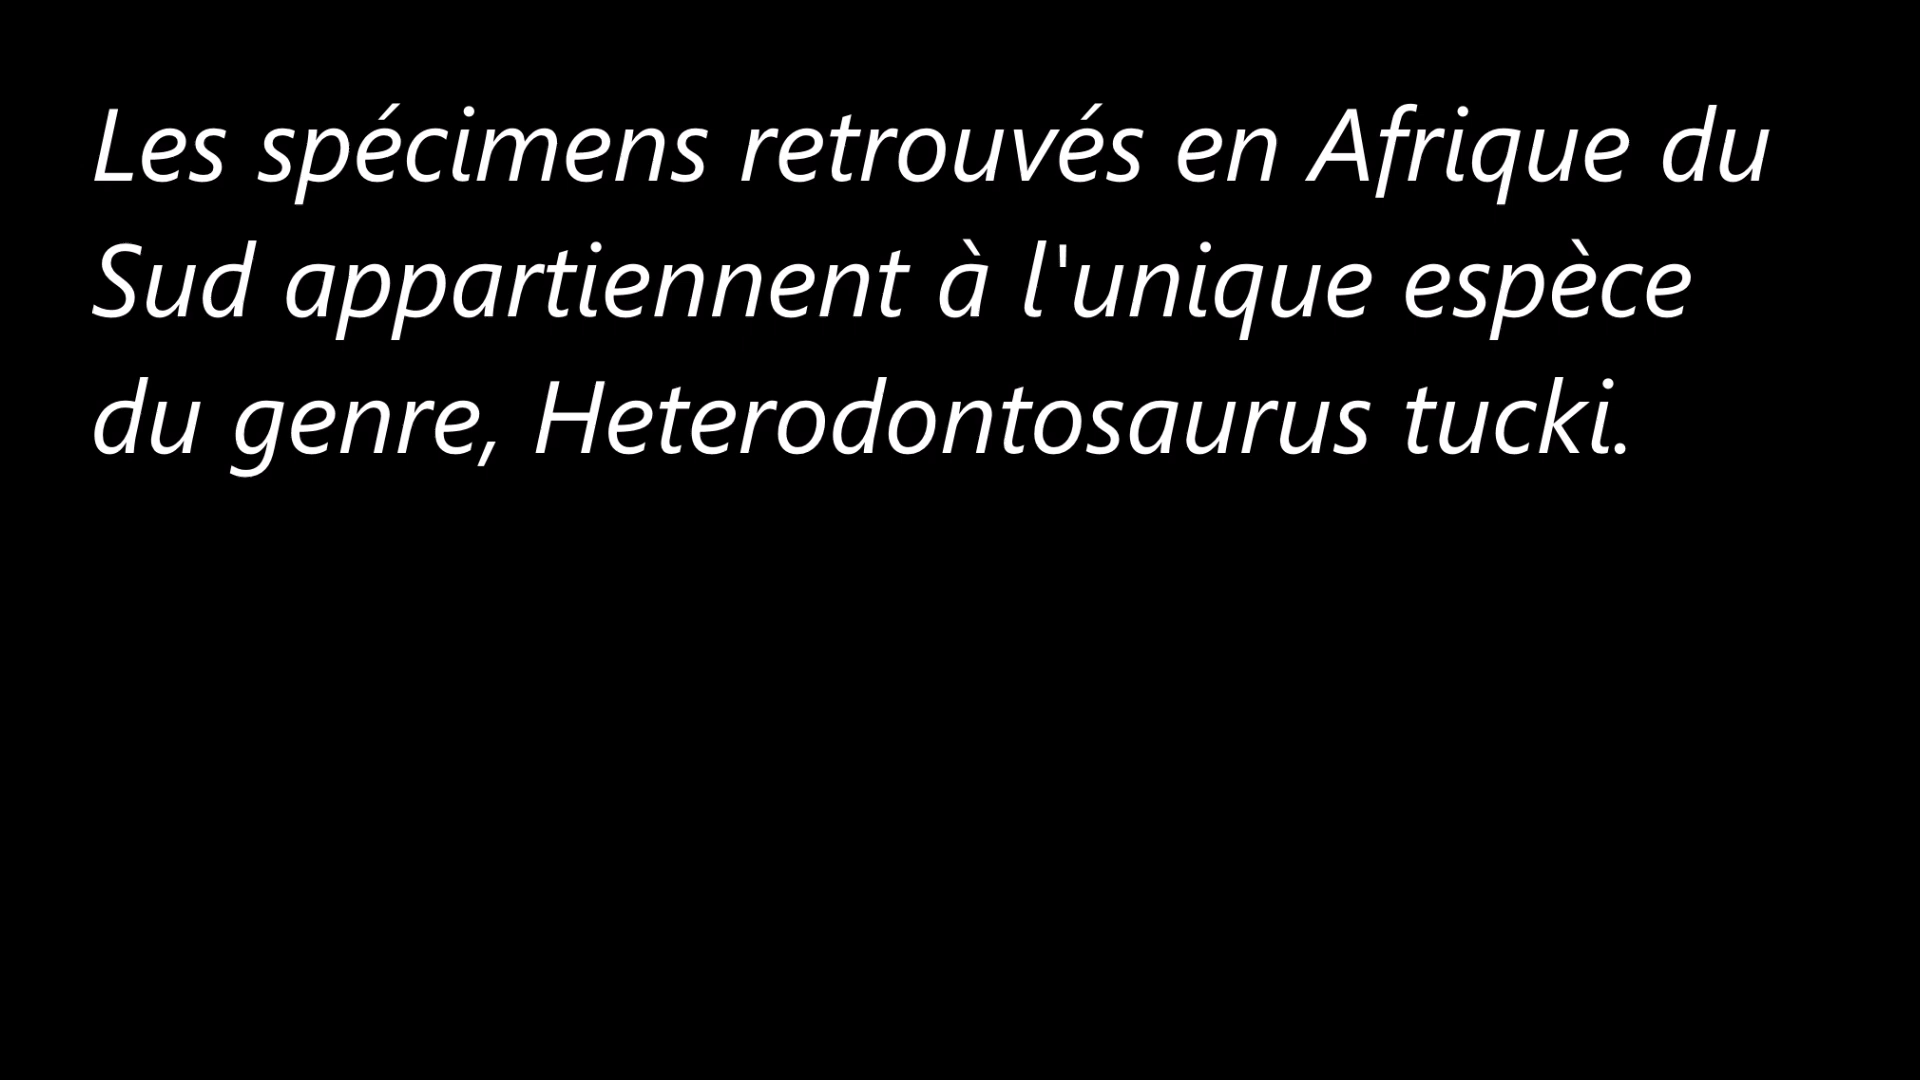 Les spécimens retrouvés en Afrique du
Sud appartiennent à l'unique espèce
du genre, Heterodontosaurus tucki.